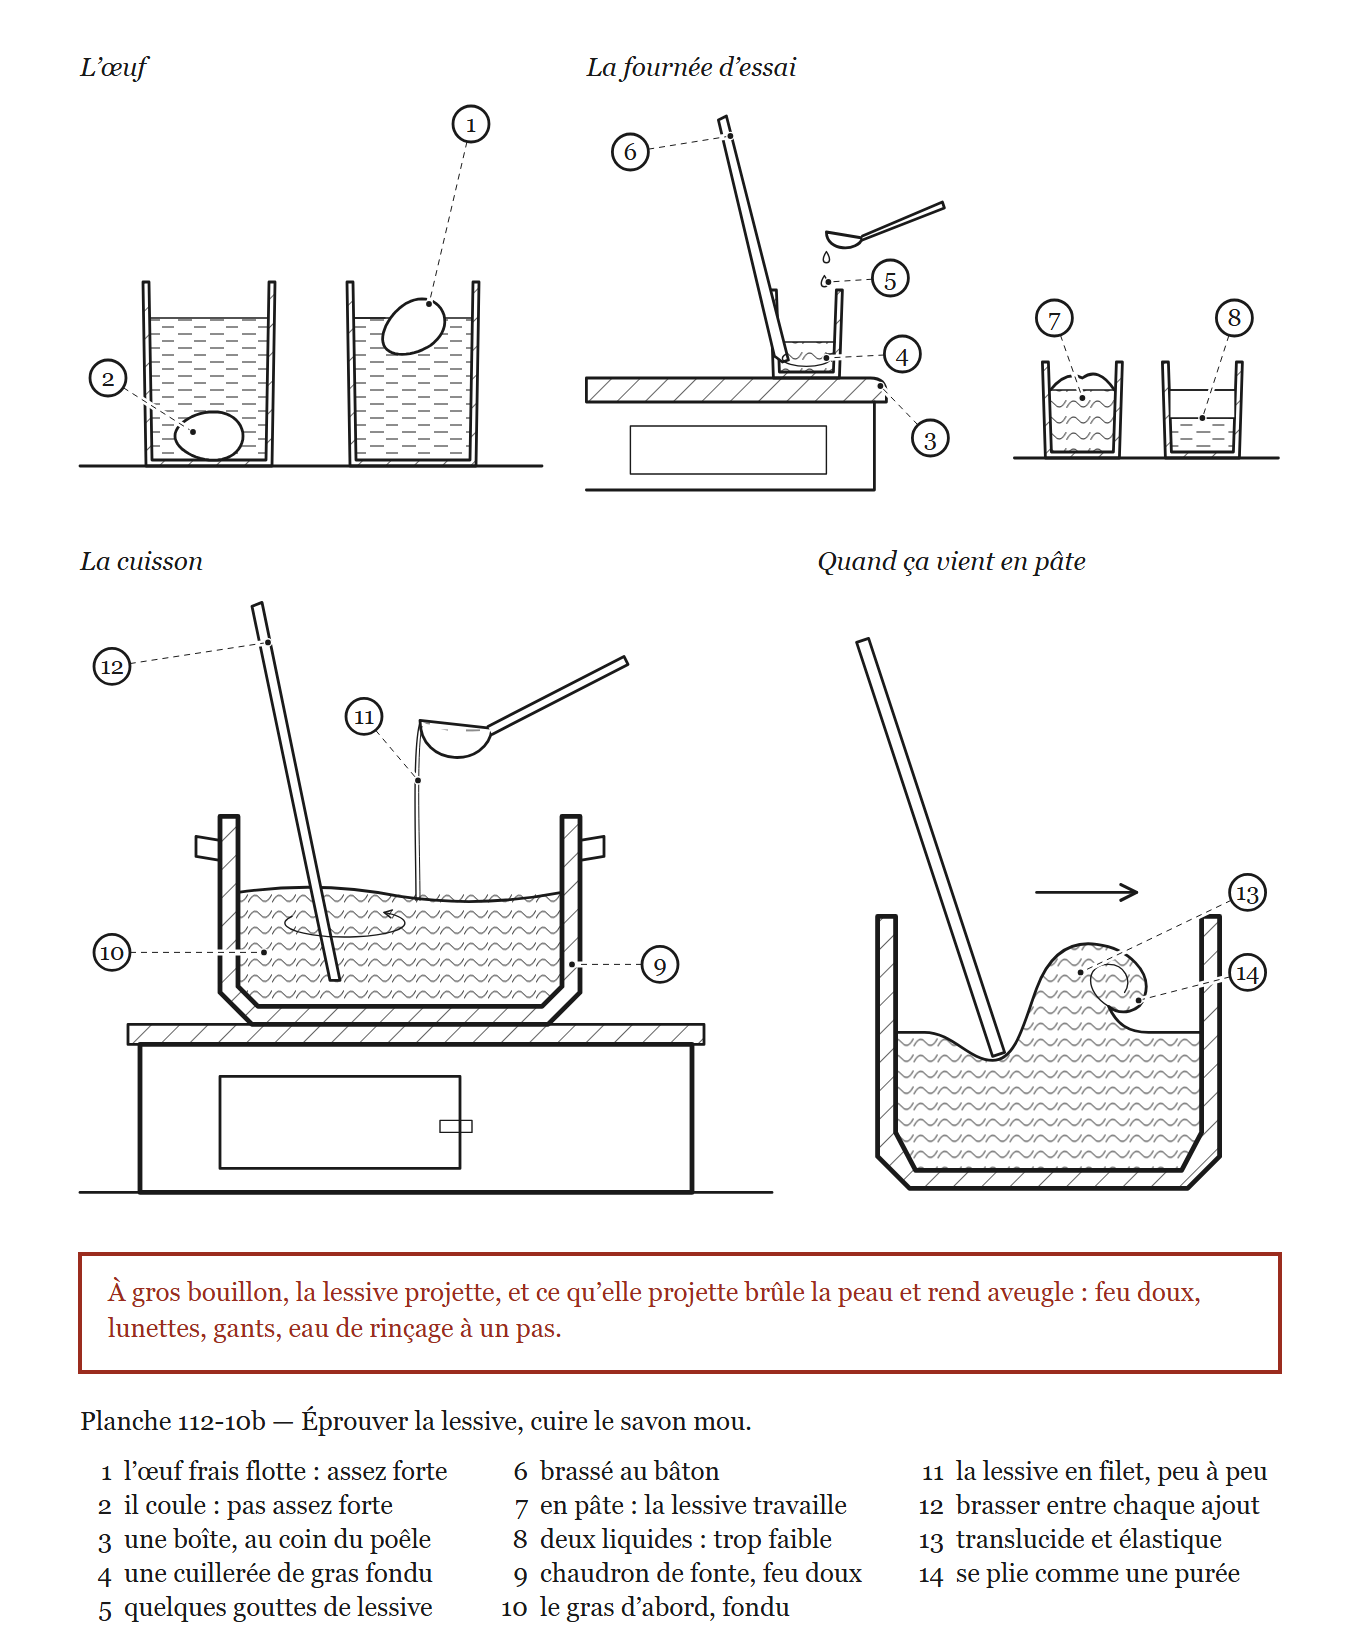 L’œuf
La fournée d’essai
1
6
5
7
8
4
2
3
La cuisson
Quand ça vient en pâte
12
11
13
10
9
14
À gros bouillon, la lessive projette, et ce qu’elle projette brûle la peau et rend aveugle : feu doux,
lunettes, gants, eau de rinçage à un pas.
Planche 112-10b — Éprouver la lessive, cuire le savon mou.
1 l’œuf frais flotte : assez forte
2 il coule : pas assez forte
3 une boîte, au coin du poêle
4 une cuillerée de gras fondu
5 quelques gouttes de lessive
6 brassé au bâton
7 en pâte : la lessive travaille
8 deux liquides : trop faible
9 chaudron de fonte, feu doux
10 le gras d’abord, fondu
11 la lessive en filet, peu à peu
12 brasser entre chaque ajout
13 translucide et élastique
14 se plie comme une purée